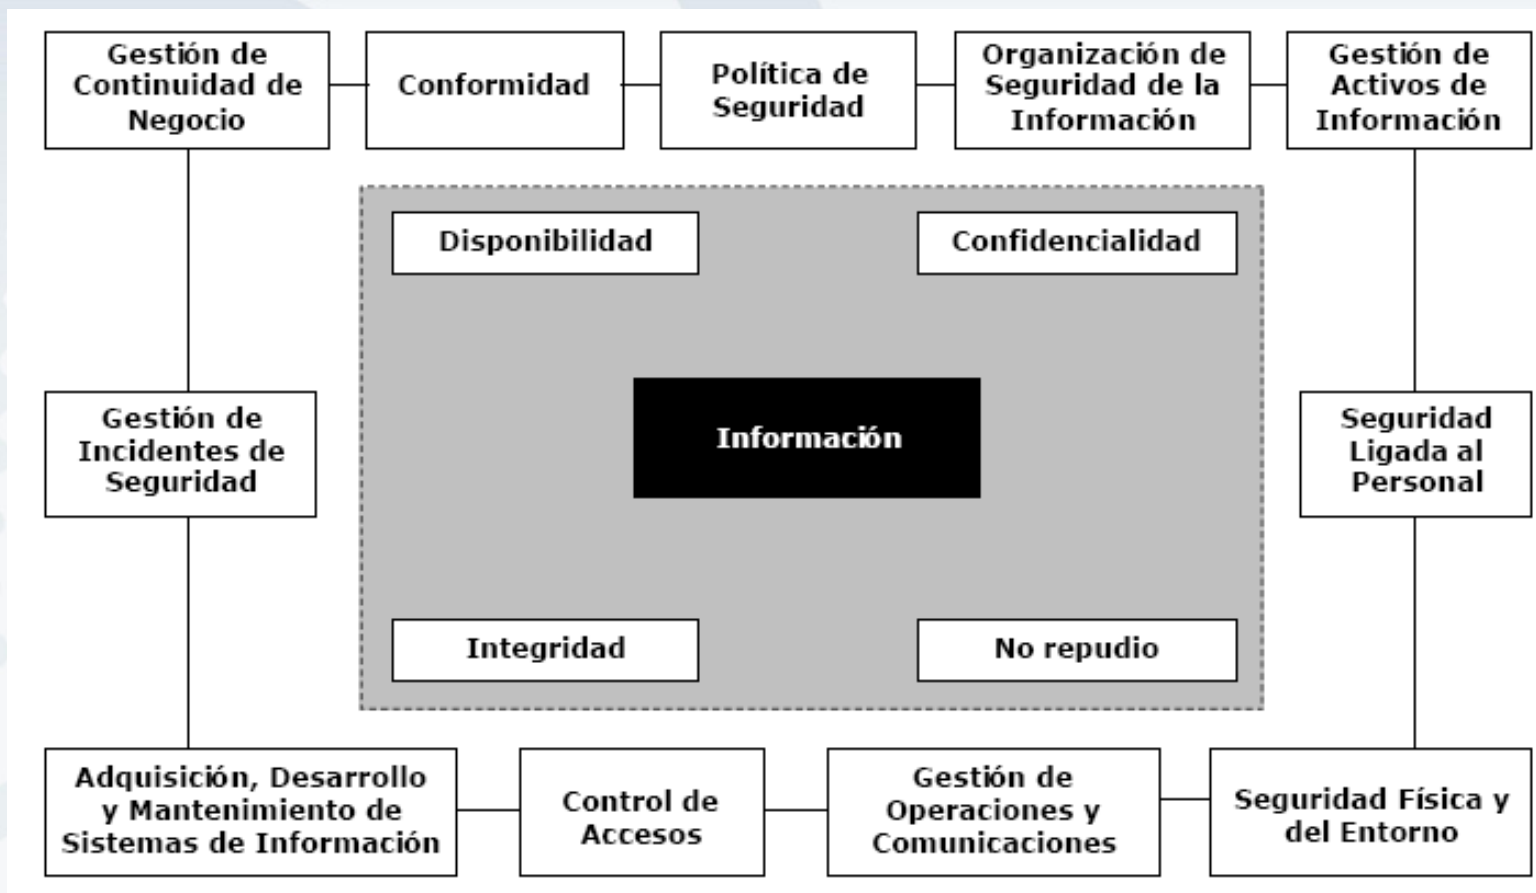 Gestión de
Continuidad de
Negocio
Conformidad
Política de
Seguridad
Organización de
Seguridad de la
Información
Gestión de
Activos de
Información
Disponibilidad
Confidencialidad
Gestión de
Incidentes de
Seguridad
Información
Seguridad
Ligada al
Personal
Integridad
No repudio
Adquisición, Desarrollo
y Mantenimiento de
Sistemas de Información
Control de
Accesos
Gestión de
Operaciones y
Comunicaciones
Seguridad Física y
del Entorno